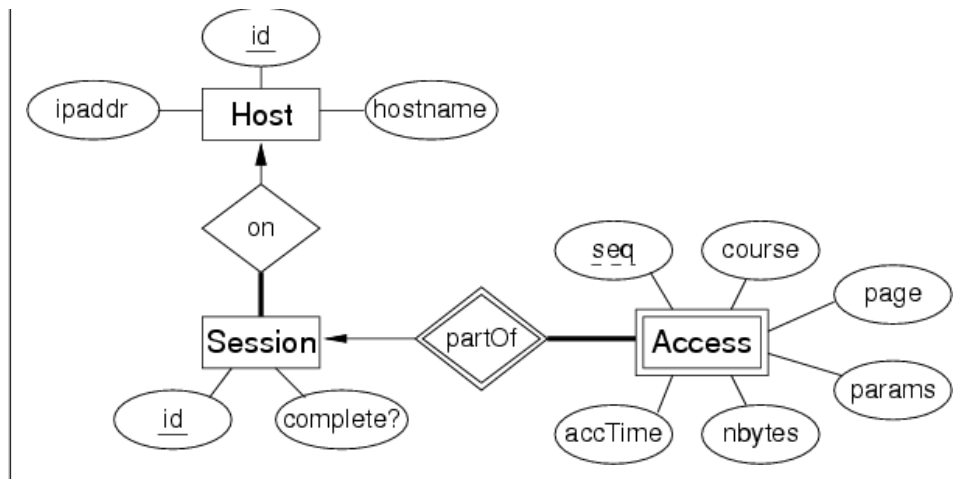 id
ipaddr
Host
hostname
on
seq
course
page
Session
partOf
Access
params
id
complete?
accTime
nbytes